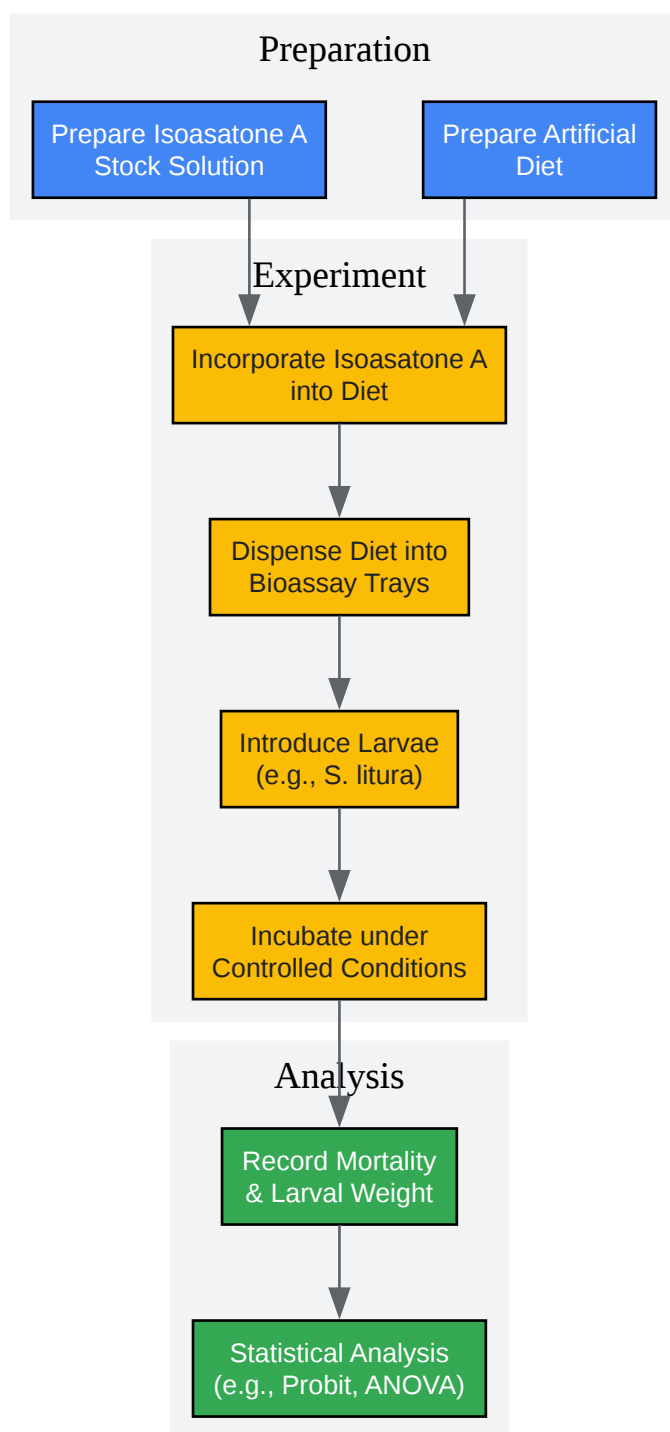 Preparation
Prepare Isoasatone A
Stock Solution
Prepare Artificial
Diet
Experiment
Incorporate Isoasatone A
into Diet
Dispense Diet into
Bioassay Trays
Introduce Larvae
(e.g., S. litura)
Incubate under
Controlled Conditions
Analysis
Record Mortality
& Larval Weight
Statistical Analysis
(e.g., Probit, ANOVA)